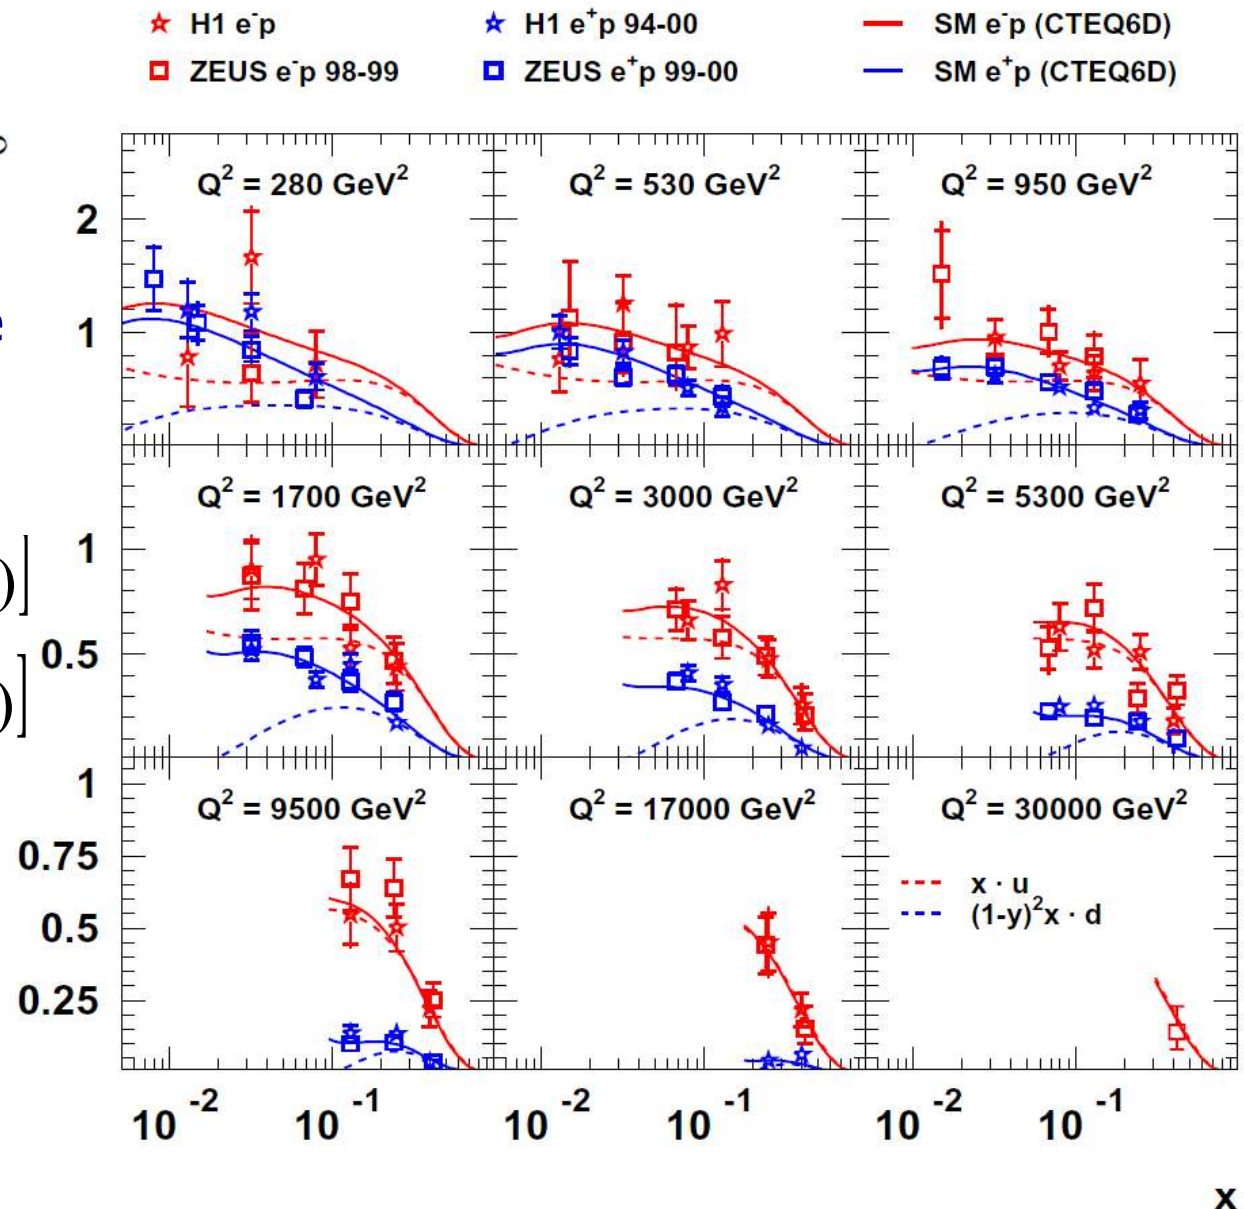 H1 e⁻p H1 e⁺p 94-00 SM e⁻p (CTEQ6D)
ZEUS e⁻p 98-99 ZEUS e⁺p 99-00 SM e⁺p (CTEQ6D)
Q² = 280 GeV² Q² = 530 GeV² Q² = 950 GeV²
2
e
1
Q² = 1700 GeV² Q² = 3000 GeV² Q² = 5300 GeV²
1
)]
0.5
)]
1
Q² = 9500 GeV² Q² = 17000 GeV² Q² = 30000 GeV²
0.75
x · u
(1-y)²x · d
0.5
0.25
10⁻² 10⁻¹ 10⁻² 10⁻¹ 10⁻² 10⁻¹
x